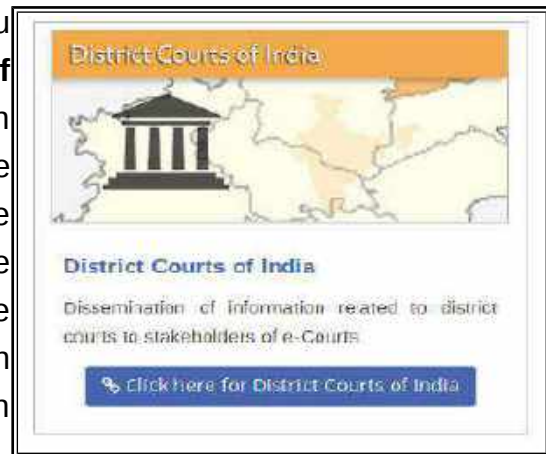 u
f
n
e
e
e
e
n
n
District Courts of India
District Courts of India
Dissemination of information related to district
courts to stakeholders of e-Courts
Click here for District Courts of India